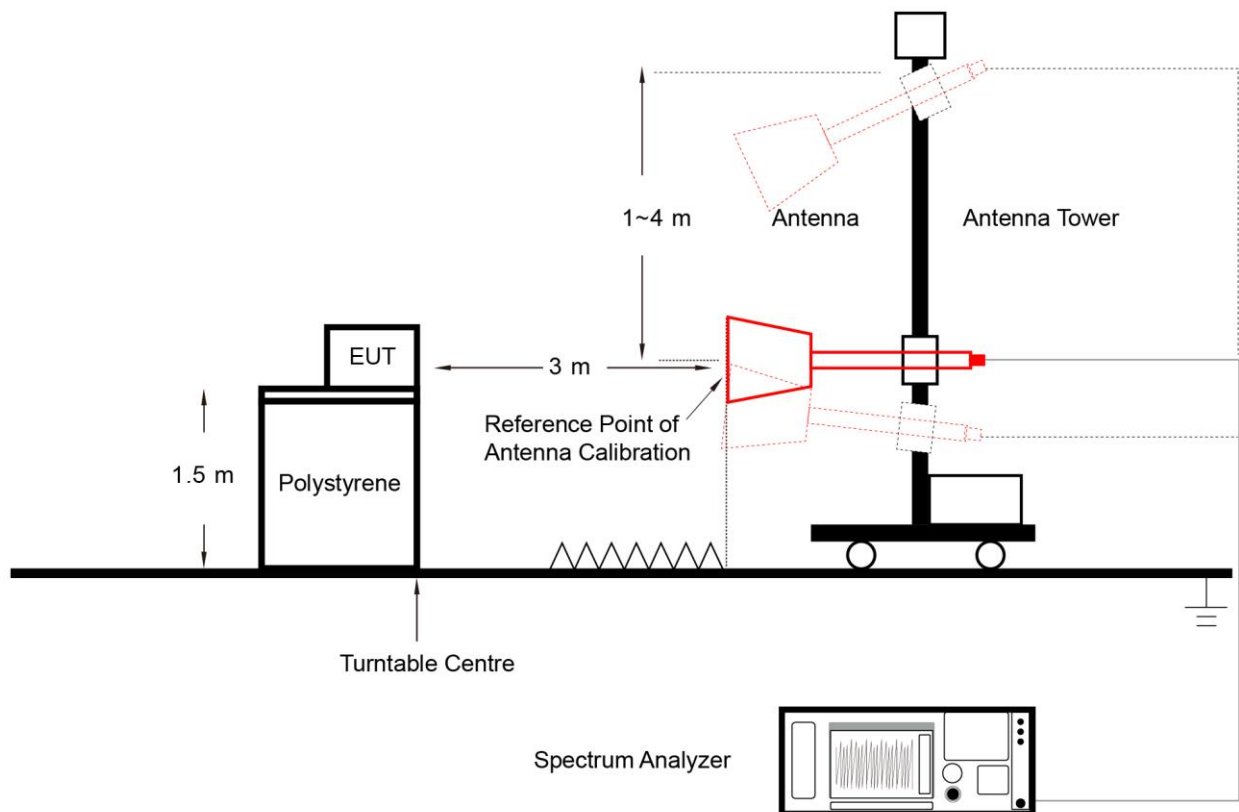 1~4 m
Antenna
Antenna Tower
EUT
3 m
Reference Point of
Antenna Calibration
1.5 m
Polystyrene
Turntable Centre
Spectrum Analyzer